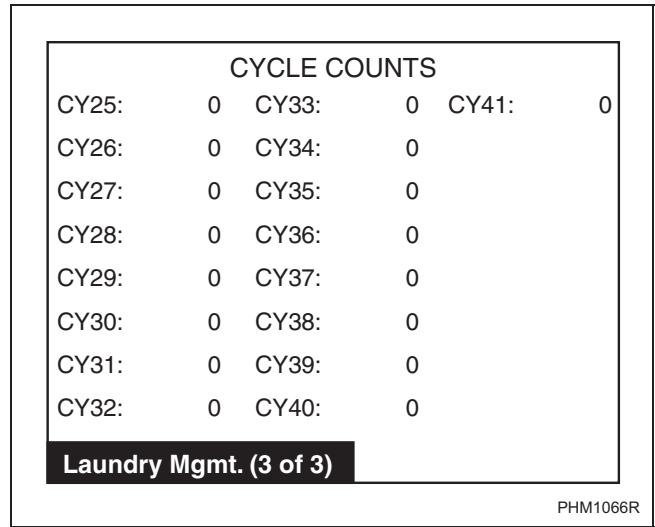 CYCLE COUNTS
CY25: 0 CY33: 0 CY41: 0
CY26: 0 CY34: 0
CY27: 0 CY35: 0
CY28: 0 CY36: 0
CY29: 0 CY37: 0
CY30: 0 CY38: 0
CY31: 0 CY39: 0
CY32: 0 CY40: 0
Laundry Mgmt. (3 of 3)
PHM1066R